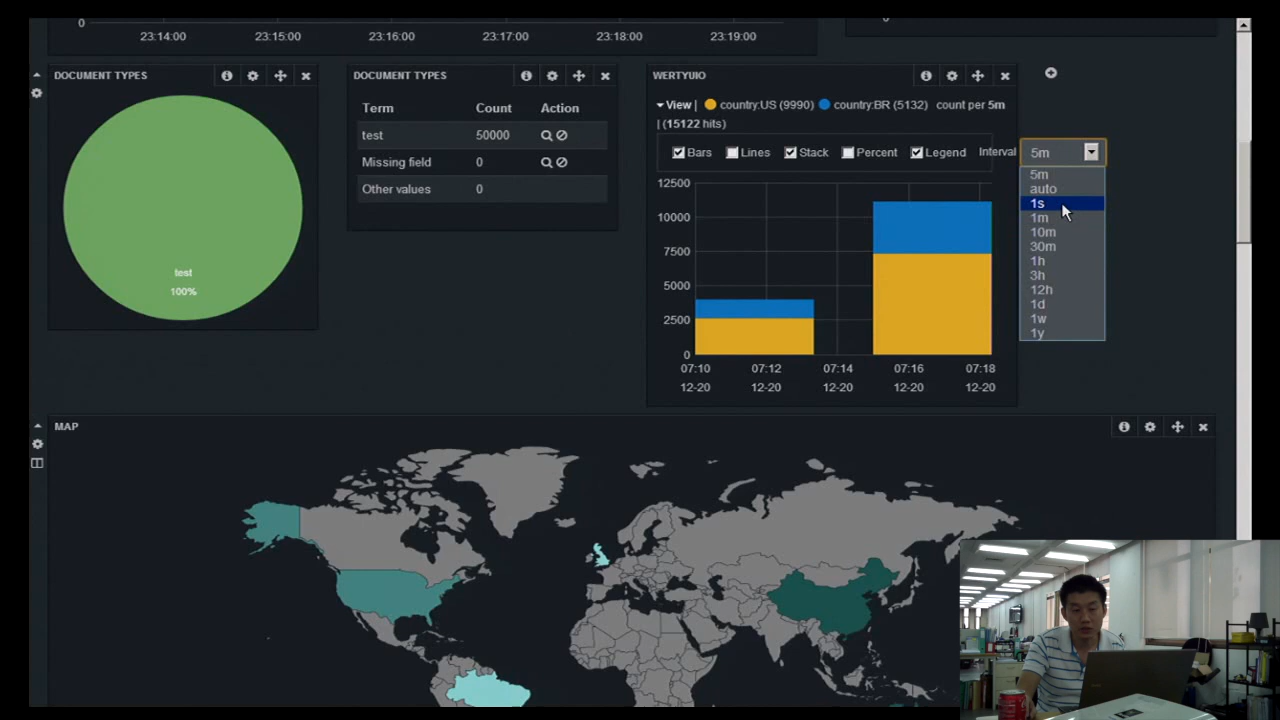 0
0
23:14:00 23:15:00 23:16:00 23:17:00 23:18:00 23:19:00
DOCUMENT TYPES
test
100%
DOCUMENT TYPES
Term Count Action
test 50000
Missing field 0
Other values 0
WERTYUIO
View | country:US (9990) country:BR (5132) count per 5m
| (15122 hits)
Bars Lines Stack Percent Legend Interval 5m
5m
auto
1s
1m
10m
30m
1h
3h
12h
1d
1w
1y
12500
10000
7500
5000
2500
0
07:10 07:12 07:14 07:16 07:18
12-20 12-20 12-20 12-20 12-20
MAP